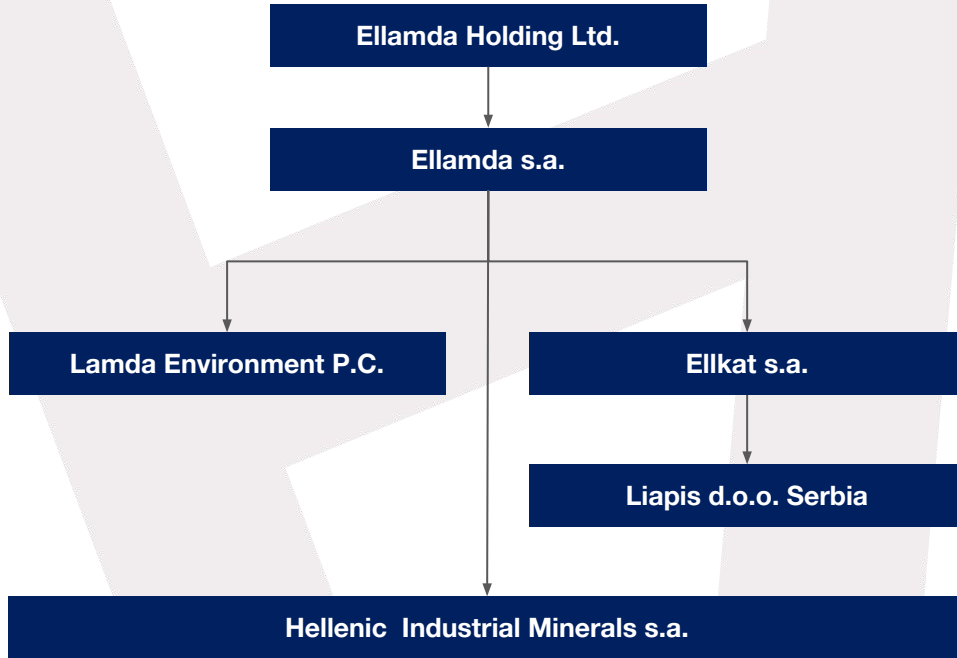 Ellamda Holding Ltd.
Ellamda s.a.
Lamda Environment P.C.
Ellkat s.a.
Liapis d.o.o. Serbia
Hellenic Industrial Minerals s.a.